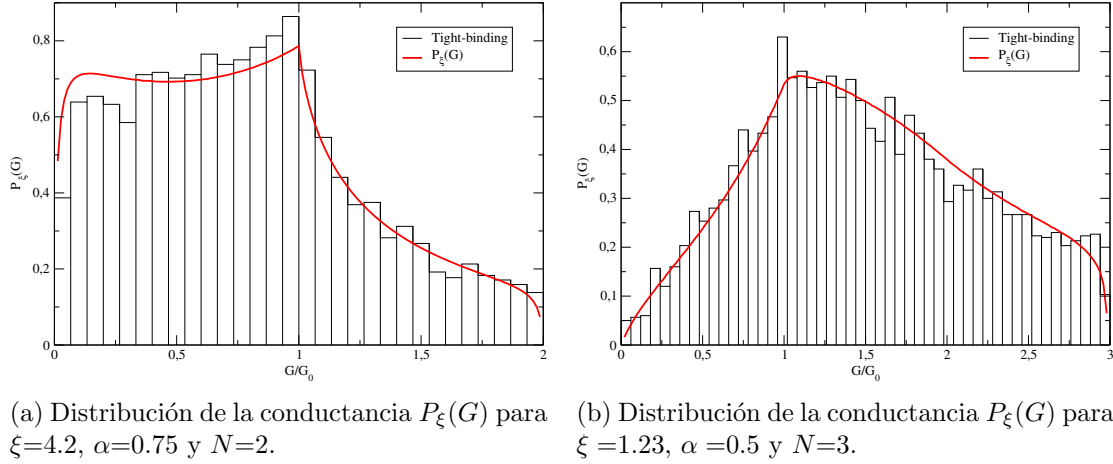 0,8
0,6
0,4
0,2
0
P_ξ(G)
Tight-binding
P_ξ(G)
0
0,5
1
1,5
2
G/G_0
0,6
0,5
0,4
0,3
0,2
0,1
0
P_ξ(G)
Tight-binding
P_ξ(G)
0
0,5
1
1,5
2
2,5
3
G/G_0
(a) Distribución de la conductancia P_ξ(G) para
ξ=4.2, α=0.75 y N=2.
(b) Distribución de la conductancia P_ξ(G) para
ξ =1.23, α =0.5 y N=3.